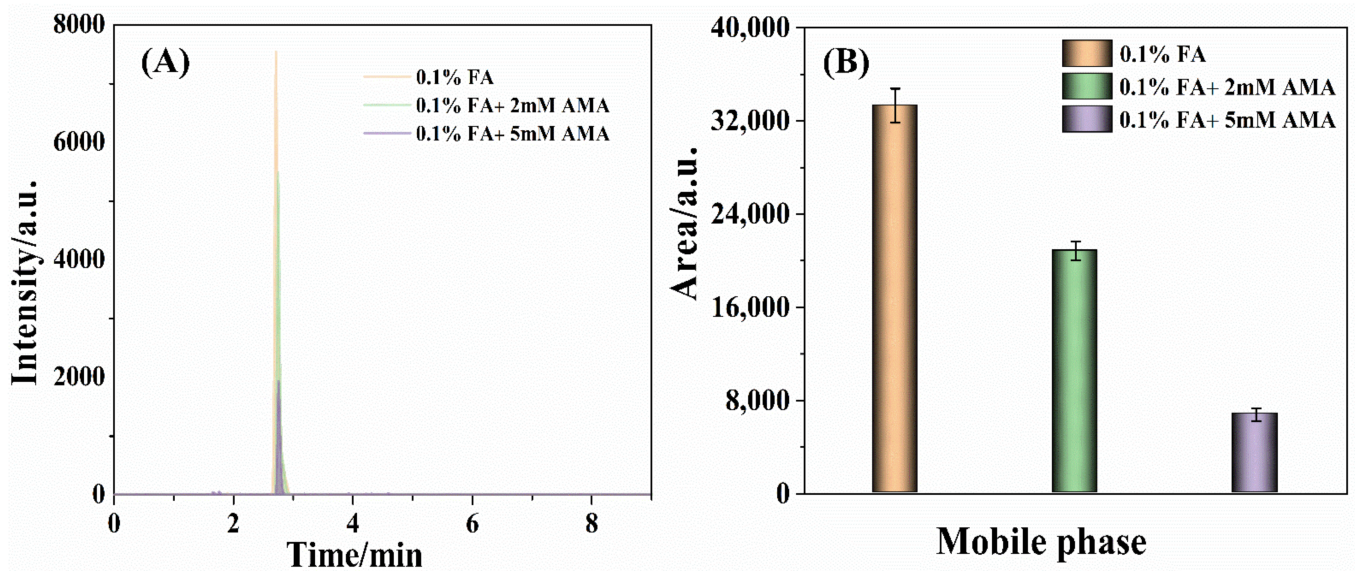 (A)
0.1% FA
0.1% FA+ 2mM AMA
0.1% FA+ 5mM AMA
Intensity/a.u.
8000
6000
4000
2000
0
0 2 4 6 8
Time/min
(B)
0.1% FA
0.1% FA+ 2mM AMA
0.1% FA+ 5mM AMA
Area/a.u.
40,000
32,000
24,000
16,000
8,000
0
Mobile phase